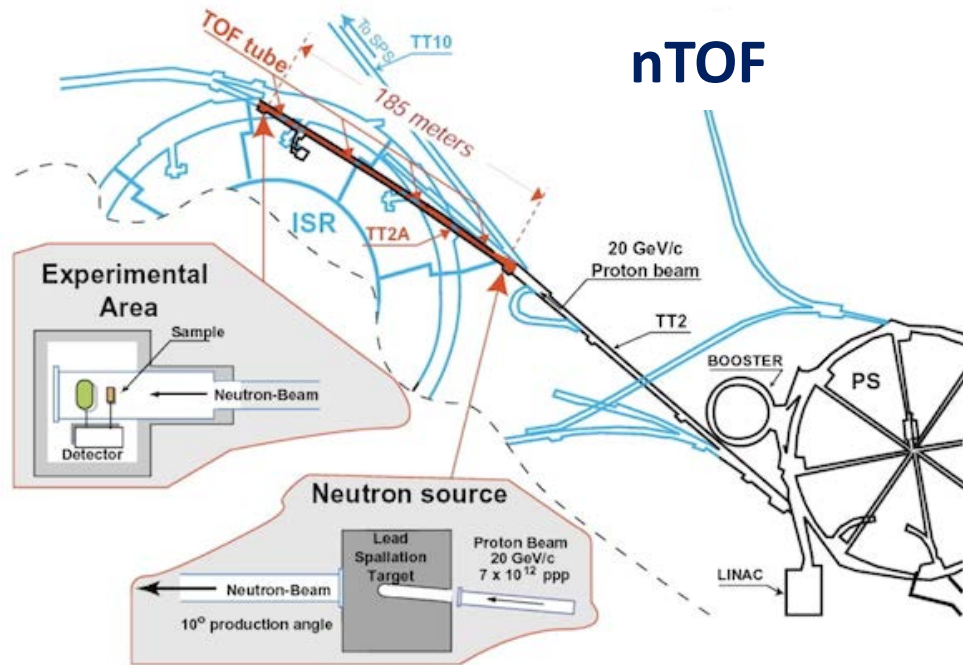 nTOF
To SPS
TT10
TOF tube
185 meters
ISR
TT2A
20 GeV/c
Proton beam
TT2
BOOSTER
PS
LINAC
Experimental
Area
Sample
Neutron-Beam
Detector
Neutron source
Lead
Spallation
Target
Proton Beam
20 GeV/c
7 x 10¹² ppp
Neutron-Beam
10° production angle